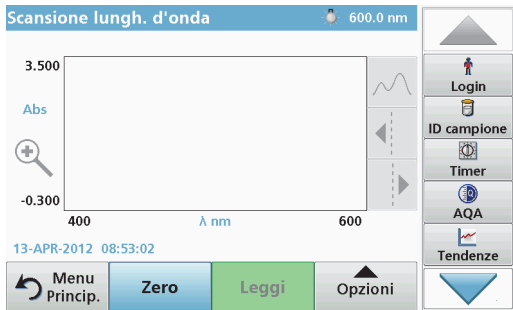 Scansione lungh. d'onda
600.0 nm
3.500
Abs
-0.300
400
λ nm
600
13-APR-2012 08:53:02
Menu
Princip.
Zero
Leggi
Opzioni
Login
ID campione
Timer
AQA
Tendenze